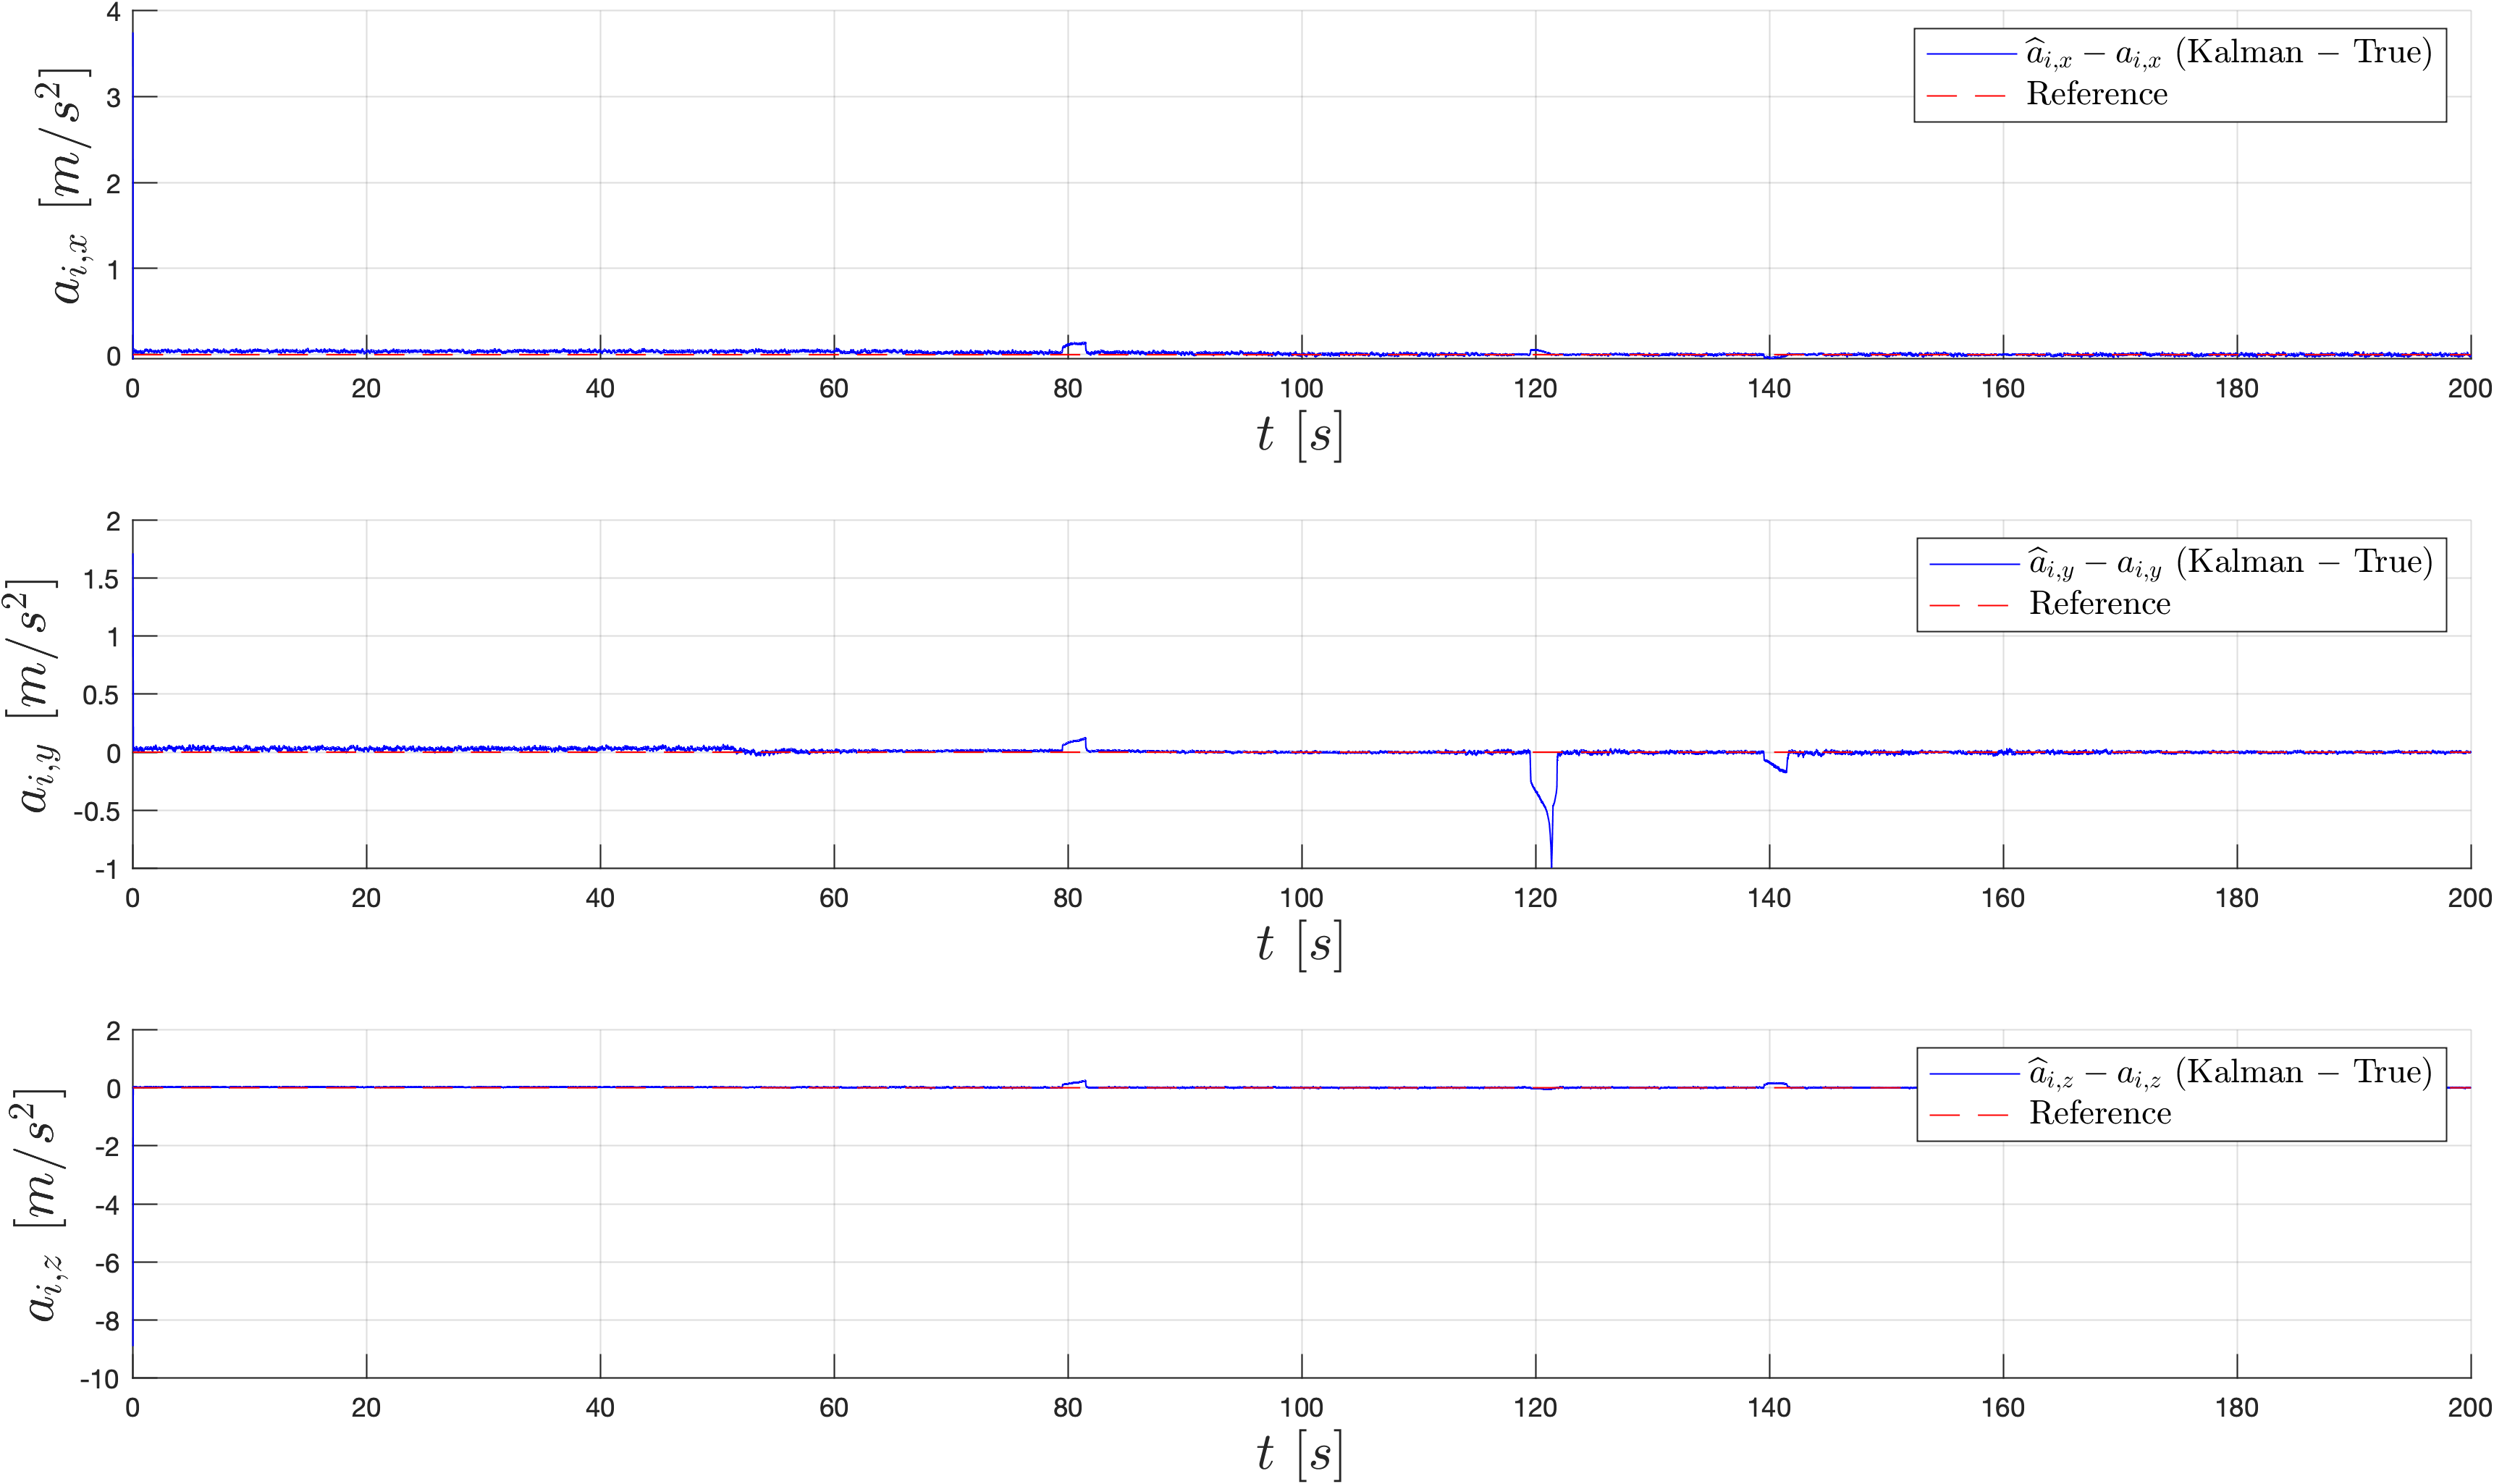 4
3
2
1
0
a_{i,x} [m/s^2]
\widehat{a}_{i,x} − a_{i,x} (Kalman − True)
Reference
0 20 40 60 80 100 120 140 160 180 200
t [s]
2
1.5
1
0.5
0
-0.5
-1
a_{i,y} [m/s^2]
\widehat{a}_{i,y} − a_{i,y} (Kalman − True)
Reference
0 20 40 60 80 100 120 140 160 180 200
t [s]
2
0
-2
-4
-6
-8
-10
a_{i,z} [m/s^2]
\widehat{a}_{i,z} − a_{i,z} (Kalman − True)
Reference
0 20 40 60 80 100 120 140 160 180 200
t [s]